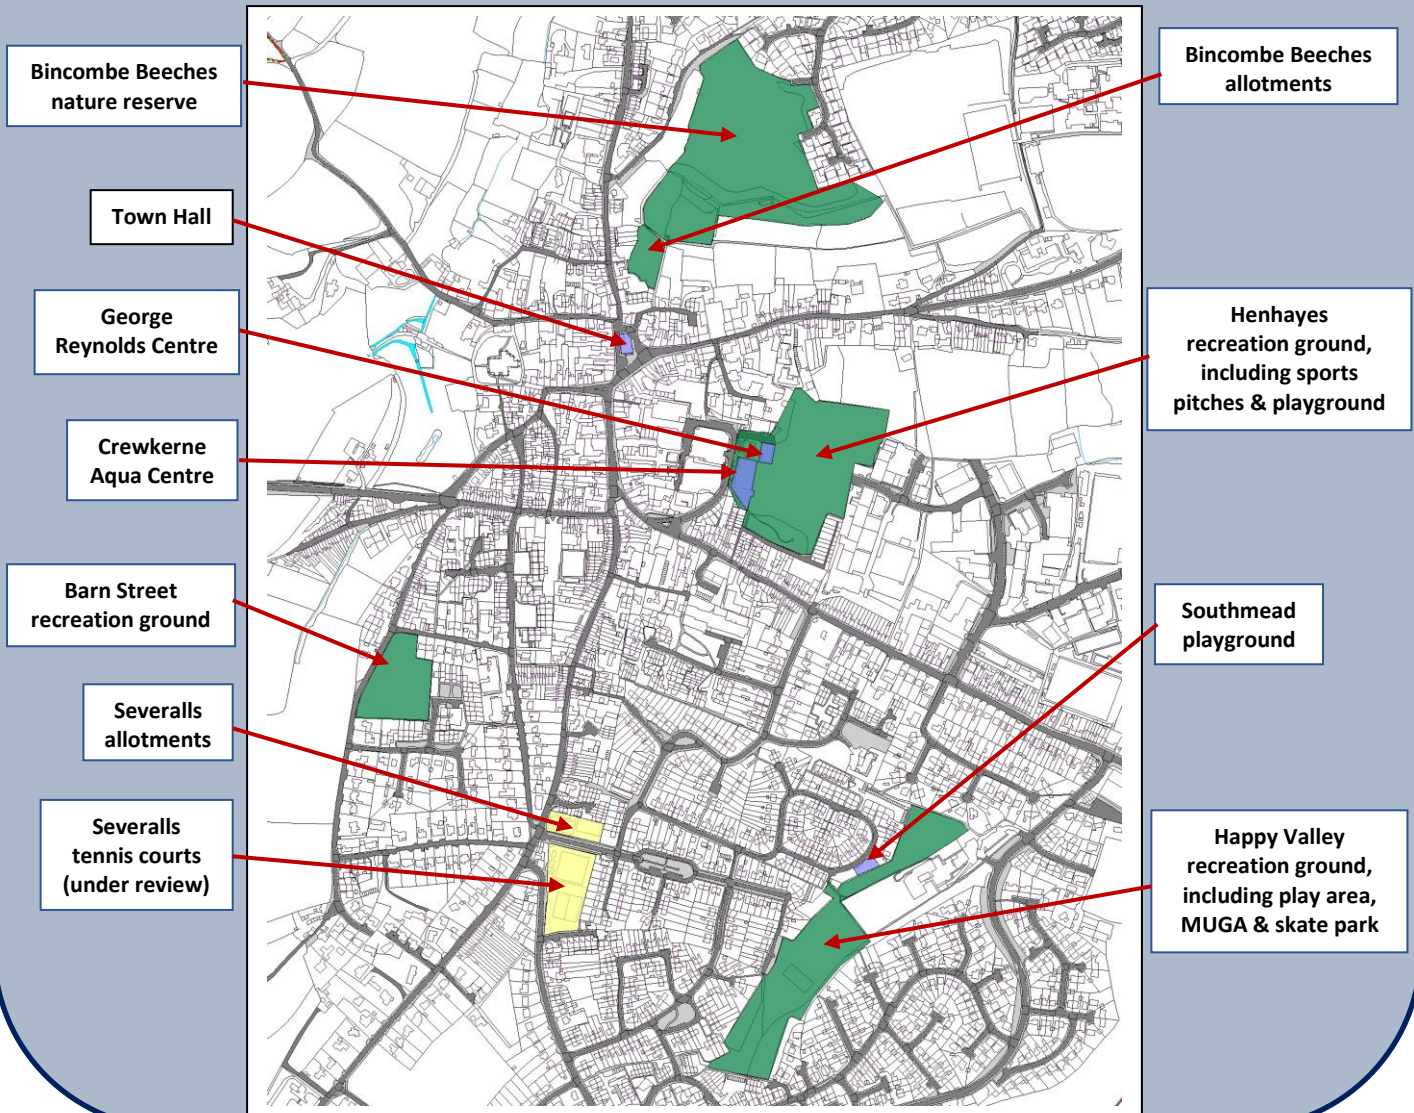 Bincombe Beeches
nature reserve
Town Hall
George
Reynolds Centre
Crewkerne
Aqua Centre
Barn Street
recreation ground
Severalls
allotments
Severalls
tennis courts
(under review)
Bincombe Beeches
allotments
Henhayes
recreation ground,
including sports
pitches & playground
Southmead
playground
Happy Valley
recreation ground,
including play area,
MUGA & skate park